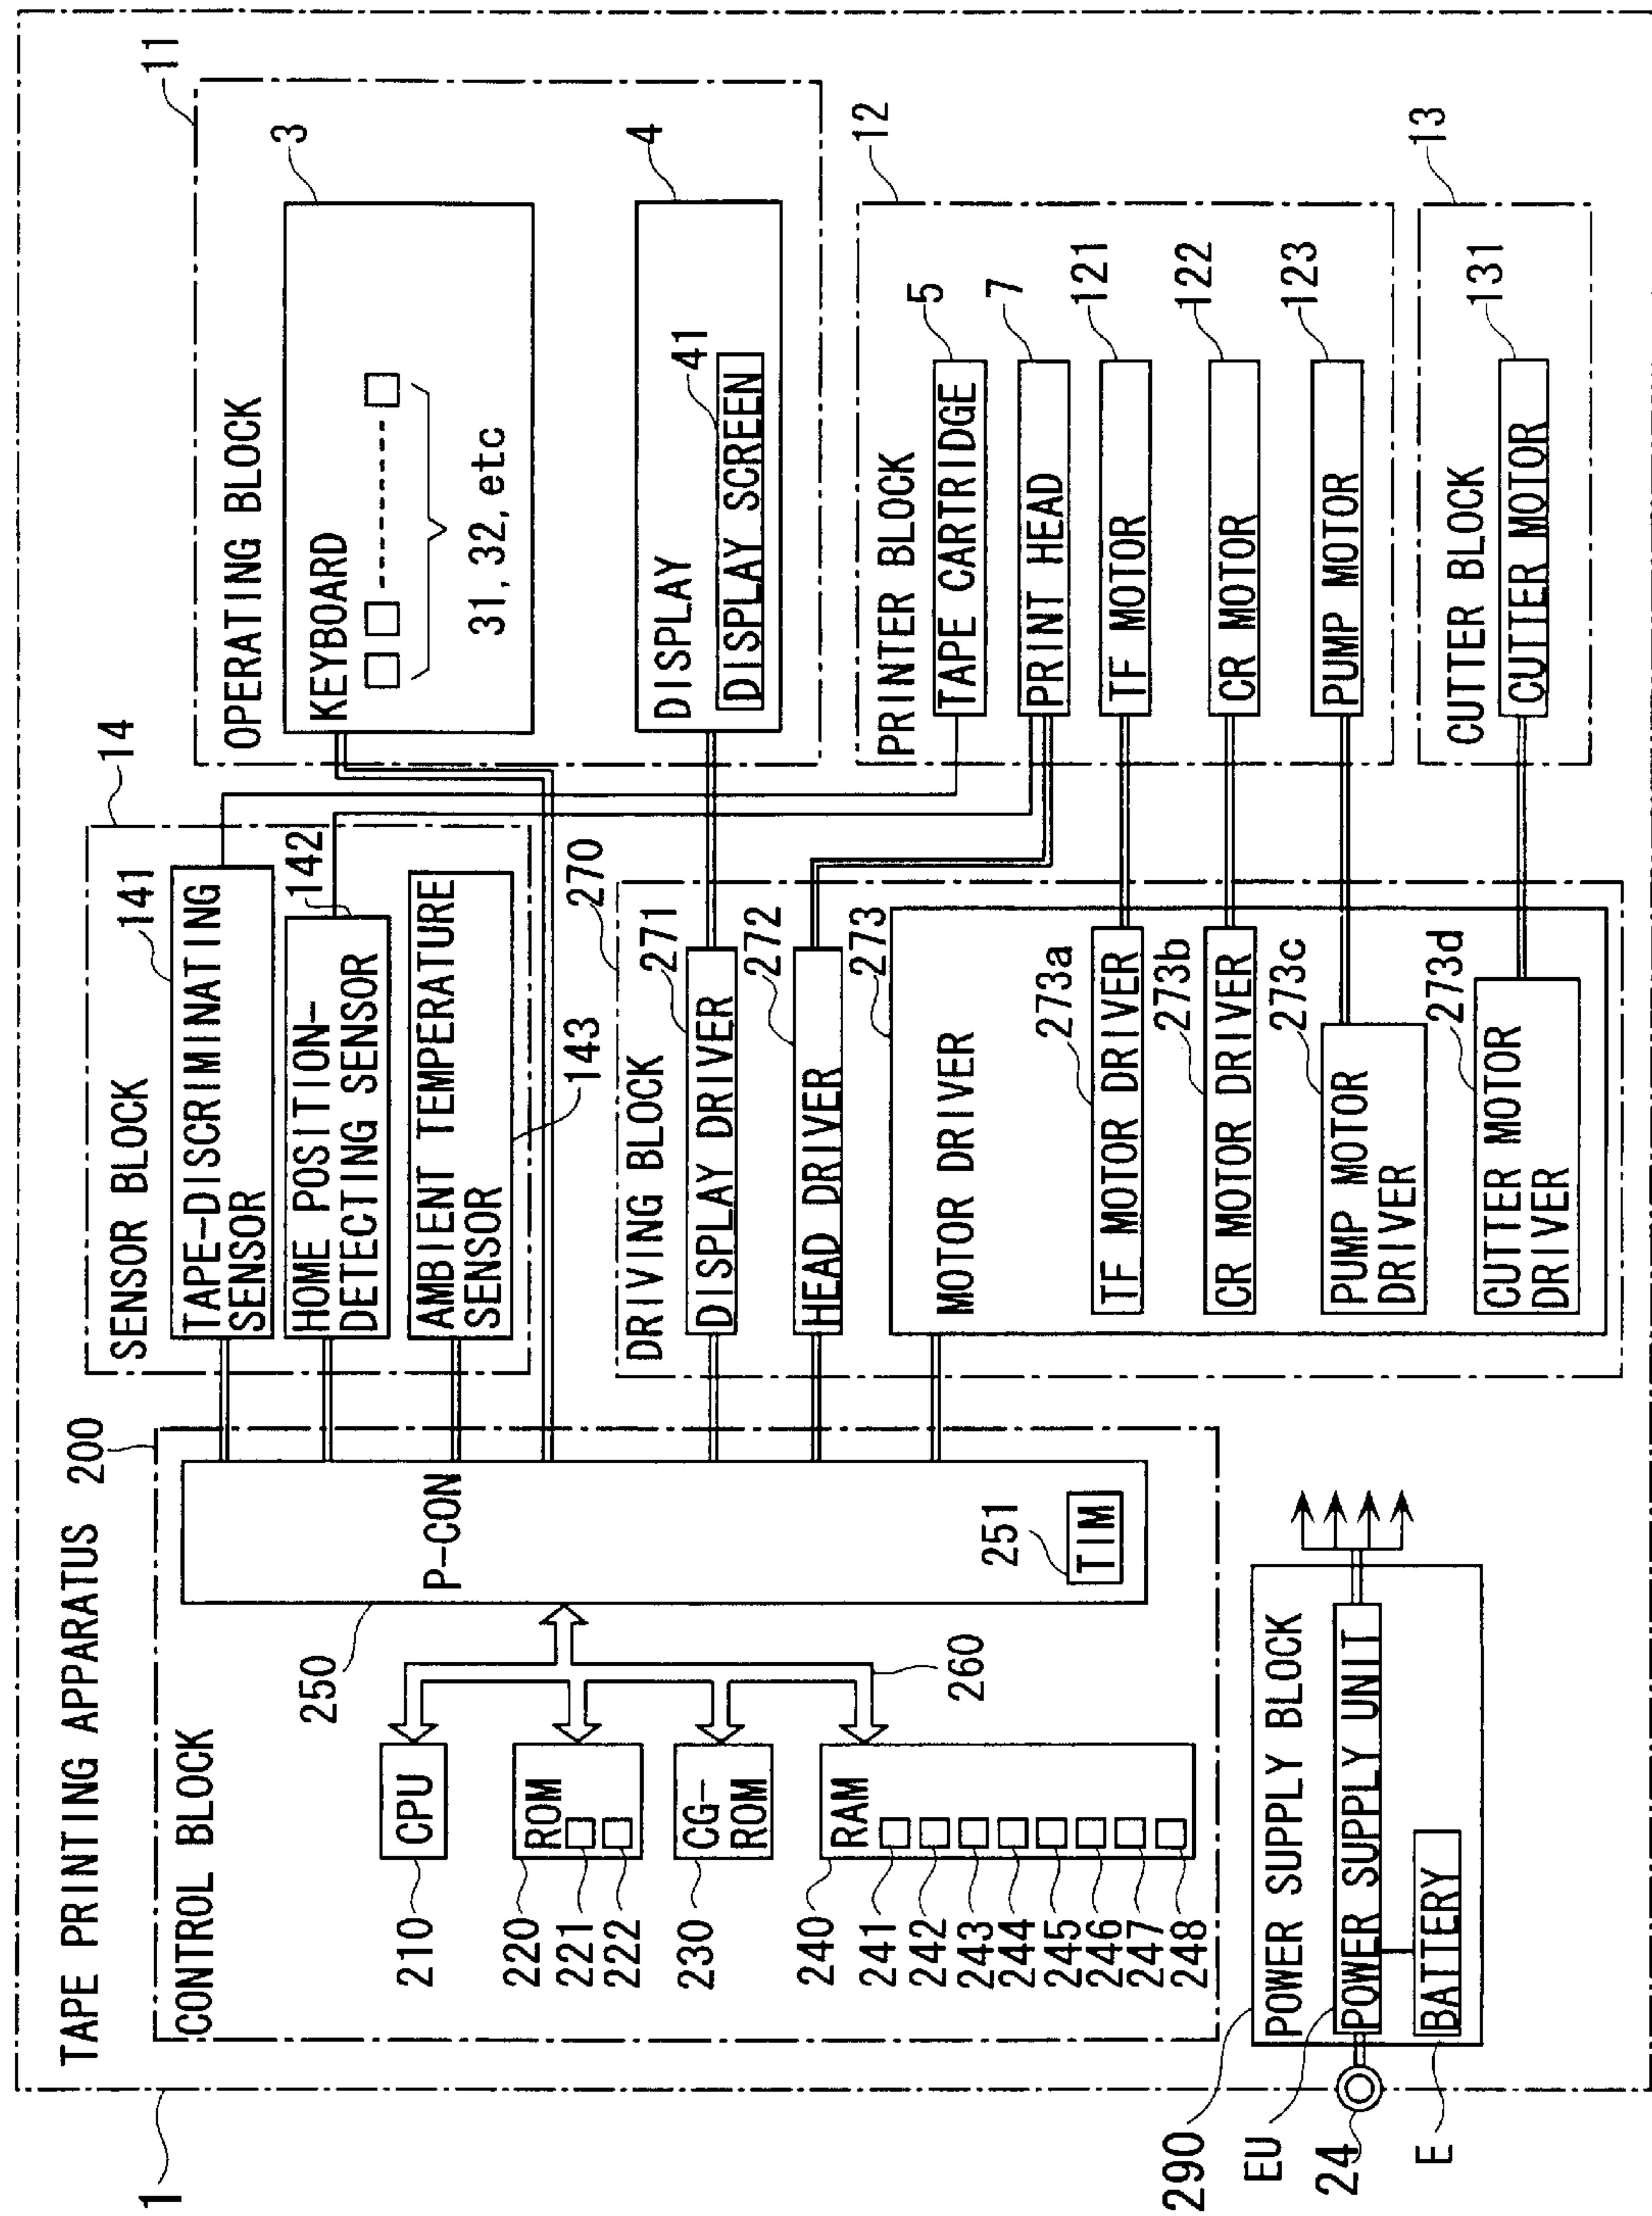 TAPE PRINTING APPARATUS
1
CONTROL BLOCK
200
CPU
210
ROM
220
221
222
CG-
ROM
230
RAM
240
241
242
243
244
245
246
247
248
P-CON
250
TIM
251
260
SENSOR BLOCK
14
TAPE-DISCRIMINATING
SENSOR
141
HOME POSITION-
DETECTING SENSOR
142
AMBIENT TEMPERATURE
SENSOR
143
DRIVING BLOCK
270
DISPLAY DRIVER
271
HEAD DRIVER
272
MOTOR DRIVER
273
TF MOTOR DRIVER
273a
CR MOTOR DRIVER
273b
PUMP MOTOR
DRIVER
273c
CUTTER MOTOR
DRIVER
273d
OPERATING BLOCK
11
KEYBOARD
3
31, 32, etc
DISPLAY
4
DISPLAY SCREEN
41
PRINTER BLOCK
12
TAPE CARTRIDGE
5
PRINT HEAD
7
TF MOTOR
121
CR MOTOR
122
PUMP MOTOR
123
CUTTER BLOCK
13
CUTTER MOTOR
131
POWER SUPPLY BLOCK
290
POWER SUPPLY UNIT
EU
24
BATTERY
E